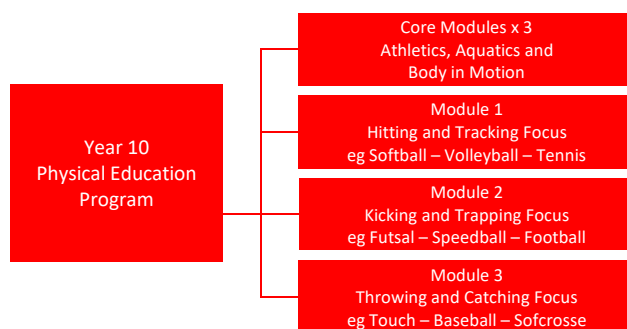 Year 10
Physical Education
Program
Core Modules x 3
Athletics, Aquatics and
Body in Motion
Module 1
Hitting and Tracking Focus
eg Softball – Volleyball – Tennis
Module 2
Kicking and Trapping Focus
eg Futsal – Speedball – Football
Module 3
Throwing and Catching Focus
eg Touch – Baseball – Sofcrosse